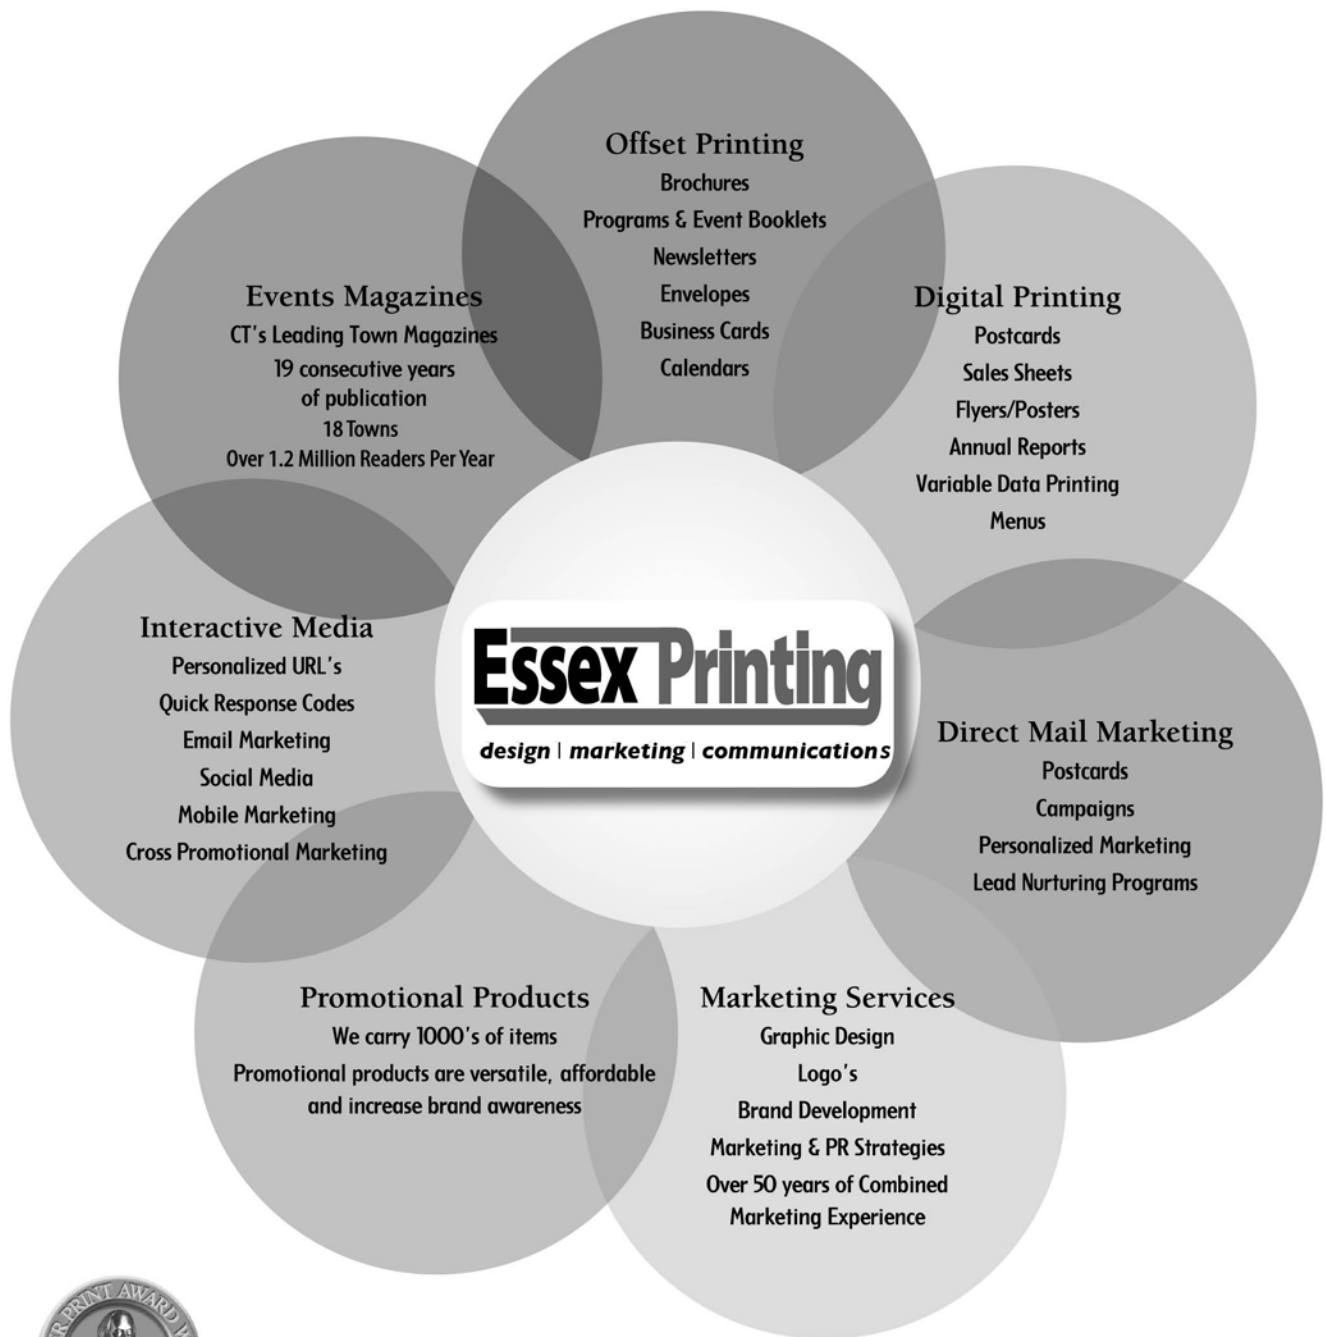 Offset Printing
Brochures
Programs & Event Booklets
Newsletters
Envelopes
Business Cards
Calendars
Digital Printing
Postcards
Sales Sheets
Flyers/Posters
Annual Reports
Variable Data Printing
Menus
Direct Mail Marketing
Postcards
Campaigns
Personalized Marketing
Lead Nurturing Programs
Marketing Services
Graphic Design
Logo's
Brand Development
Marketing & PR Strategies
Over 50 years of Combined
Marketing Experience
Promotional Products
We carry 1000's of items
Promotional products are versatile, affordable
and increase brand awareness
Interactive Media
Personalized URL's
Quick Response Codes
Email Marketing
Social Media
Mobile Marketing
Cross Promotional Marketing
Events Magazines
CT's Leading Town Magazines
19 consecutive years
of publication
18 Towns
Over 1.2 Million Readers Per Year
Essex Printing
design | marketing | communications
PRINT AWARD